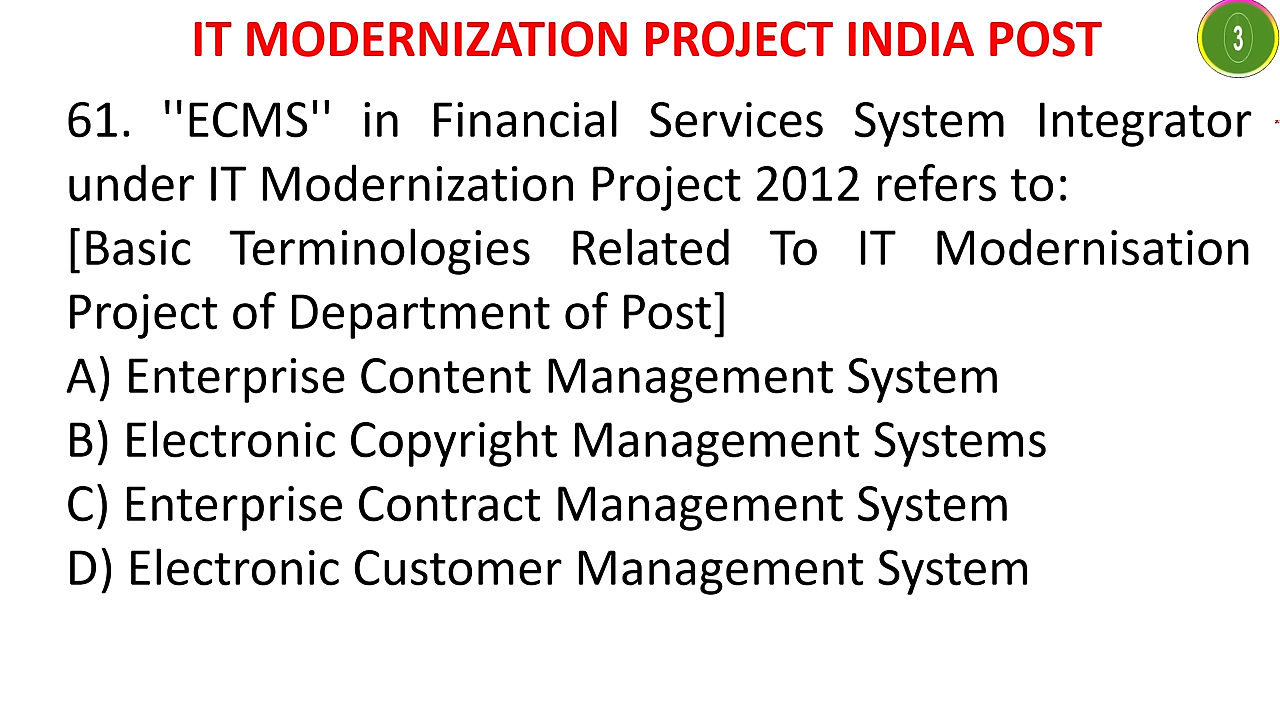 IT MODERNIZATION PROJECT INDIA POST
3
61. ''ECMS'' in Financial Services System Integrator
under IT Modernization Project 2012 refers to:
[Basic Terminologies Related To IT Modernisation
Project of Department of Post]
A) Enterprise Content Management System
B) Electronic Copyright Management Systems
C) Enterprise Contract Management System
D) Electronic Customer Management System